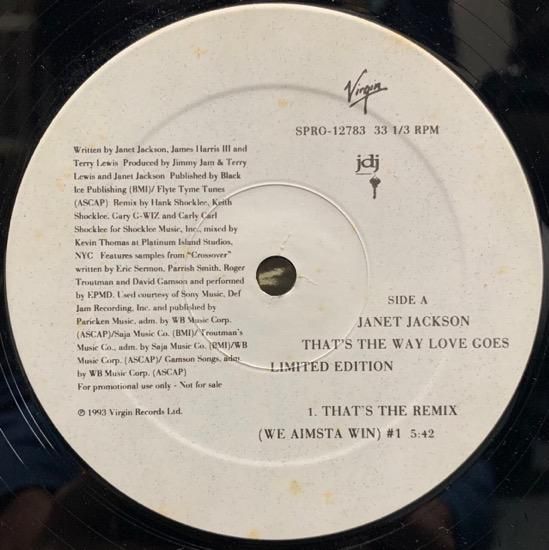 Virgin
SPRO-12783 33 1/3 RPM
jdj
Written by Janet Jackson, James Harris III and
Terry Lewis Produced by Jimmy Jam & Terry
Lewis and Janet Jackson Published by Black
Ice Publishing (BMI)/ Flyte Tyme Tunes
(ASCAP) Remix by Hank Shocklee, Keith
Shocklee, Gary G-WIZ and Carly Carl
Shocklee for Shocklee Music, Inc., mixed by
Kevin Thomas at Platinum Island Studios,
NYC Features samples from "Crossover"
written by Eric Sermon, Parrish Smith, Roger
Troutman and David Gamson and performed
by EPMD. Used courtesy of Sony Music, Def
Jam Recording, Inc. and published by
Paricken Music, adm. by WB Music Corp.
(ASCAP)/Saja Music Co. (BMI)/Troutman's
Music Co., adm. by Saja Music Co. (BMI)/WB
Music Corp. (ASCAP)/ Gamson Songs, adm.
by WB Music Corp. (ASCAP)
For promotional use only - Not for sale
℗ 1993 Virgin Records Ltd.
SIDE A
JANET JACKSON
THAT'S THE WAY LOVE GOES
LIMITED EDITION
1. THAT'S THE REMIX
(WE AIMSTA WIN) #1 5:42